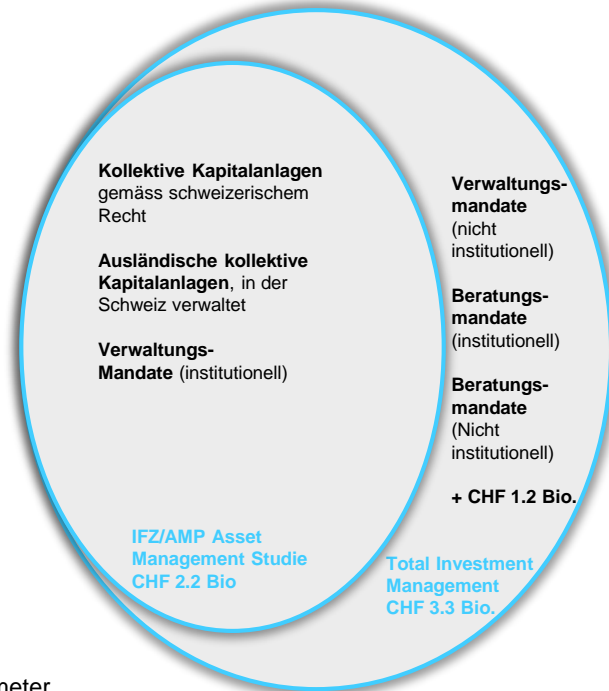 Kollektive Kapitalanlagen
gemäss schweizerischem
Recht
Ausländische kollektive
Kapitalanlagen, in der
Schweiz verwaltet
Verwaltungs-
Mandate (institutionell)
IFZ/AMP Asset
Management Studie
CHF 2.2 Bio
Verwaltungs-
mandate
(nicht
institutionell)
Beratungs-
mandate
(institutionell)
Beratungs-
mandate
(Nicht
institutionell)
+ CHF 1.2 Bio.
Total Investment
Management
CHF 3.3 Bio.